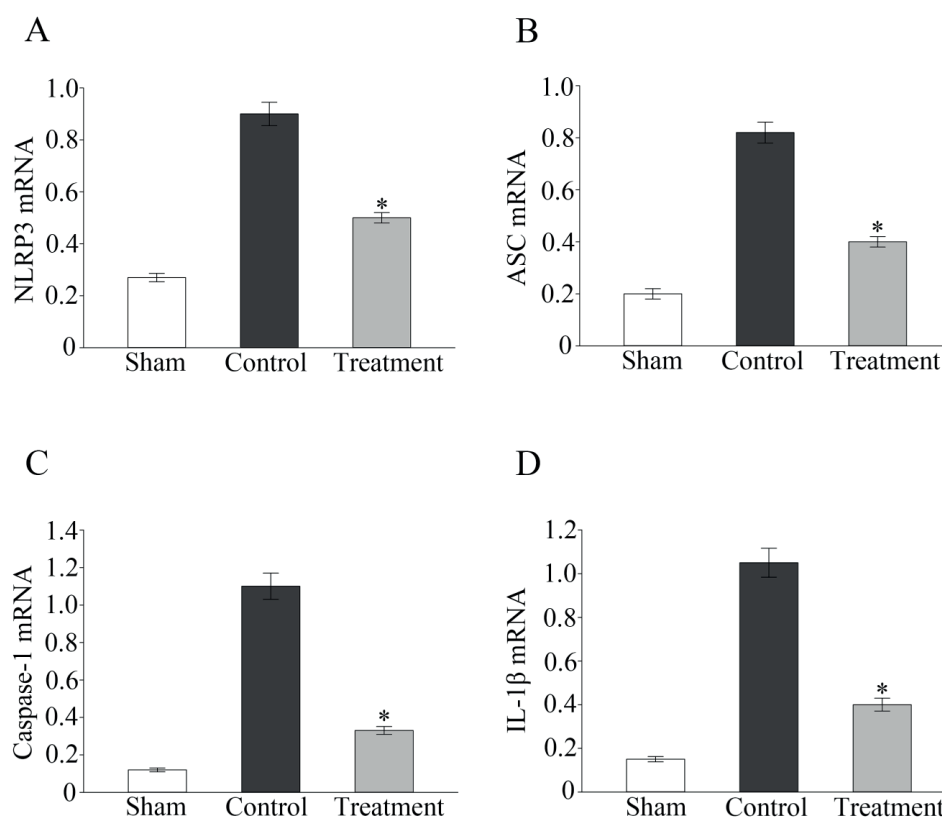 A
NLRP3 mRNA
1.0
0.8
0.6
0.4
0.2
0
*
Sham Control Treatment
B
ASC mRNA
1.0
0.8
0.6
0.4
0.2
0
*
Sham Control Treatment
C
Caspase-1 mRNA
1.4
1.2
1.0
0.8
0.6
0.4
0.2
0
*
Sham Control Treatment
D
IL-1β mRNA
1.2
1.0
0.8
0.6
0.4
0.2
0
*
Sham Control Treatment